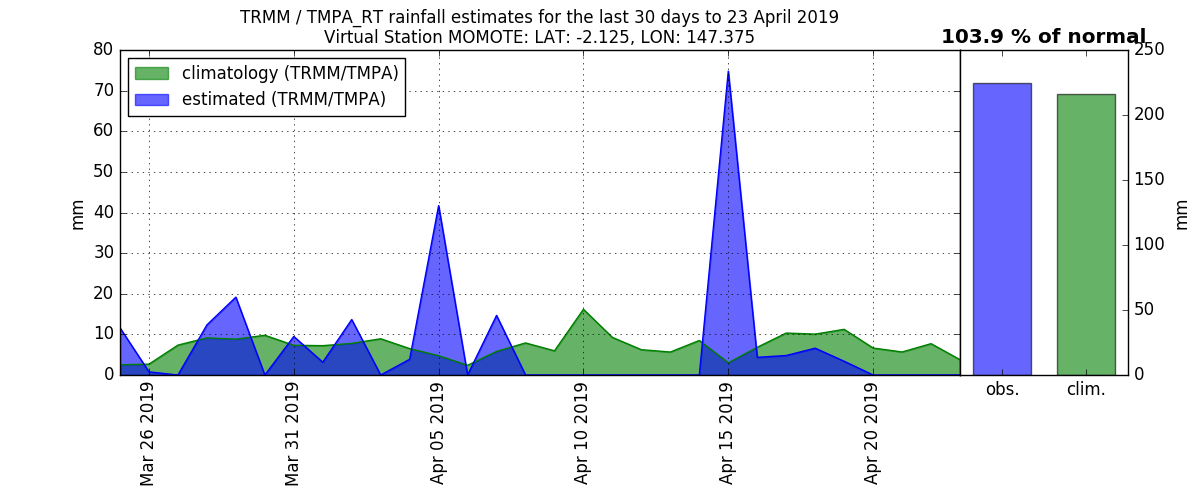 TRMM / TMPA_RT rainfall estimates for the last 30 days to 23 April 2019
Virtual Station MOMOTE: LAT: -2.125, LON: 147.375
103.9 % of normal
climatology (TRMM/TMPA)
estimated (TRMM/TMPA)
80
70
60
50
40
30
20
10
0
mm
Mar 26 2019
Mar 31 2019
Apr 05 2019
Apr 10 2019
Apr 15 2019
Apr 20 2019
obs.
clim.
250
200
150
100
50
0
mm